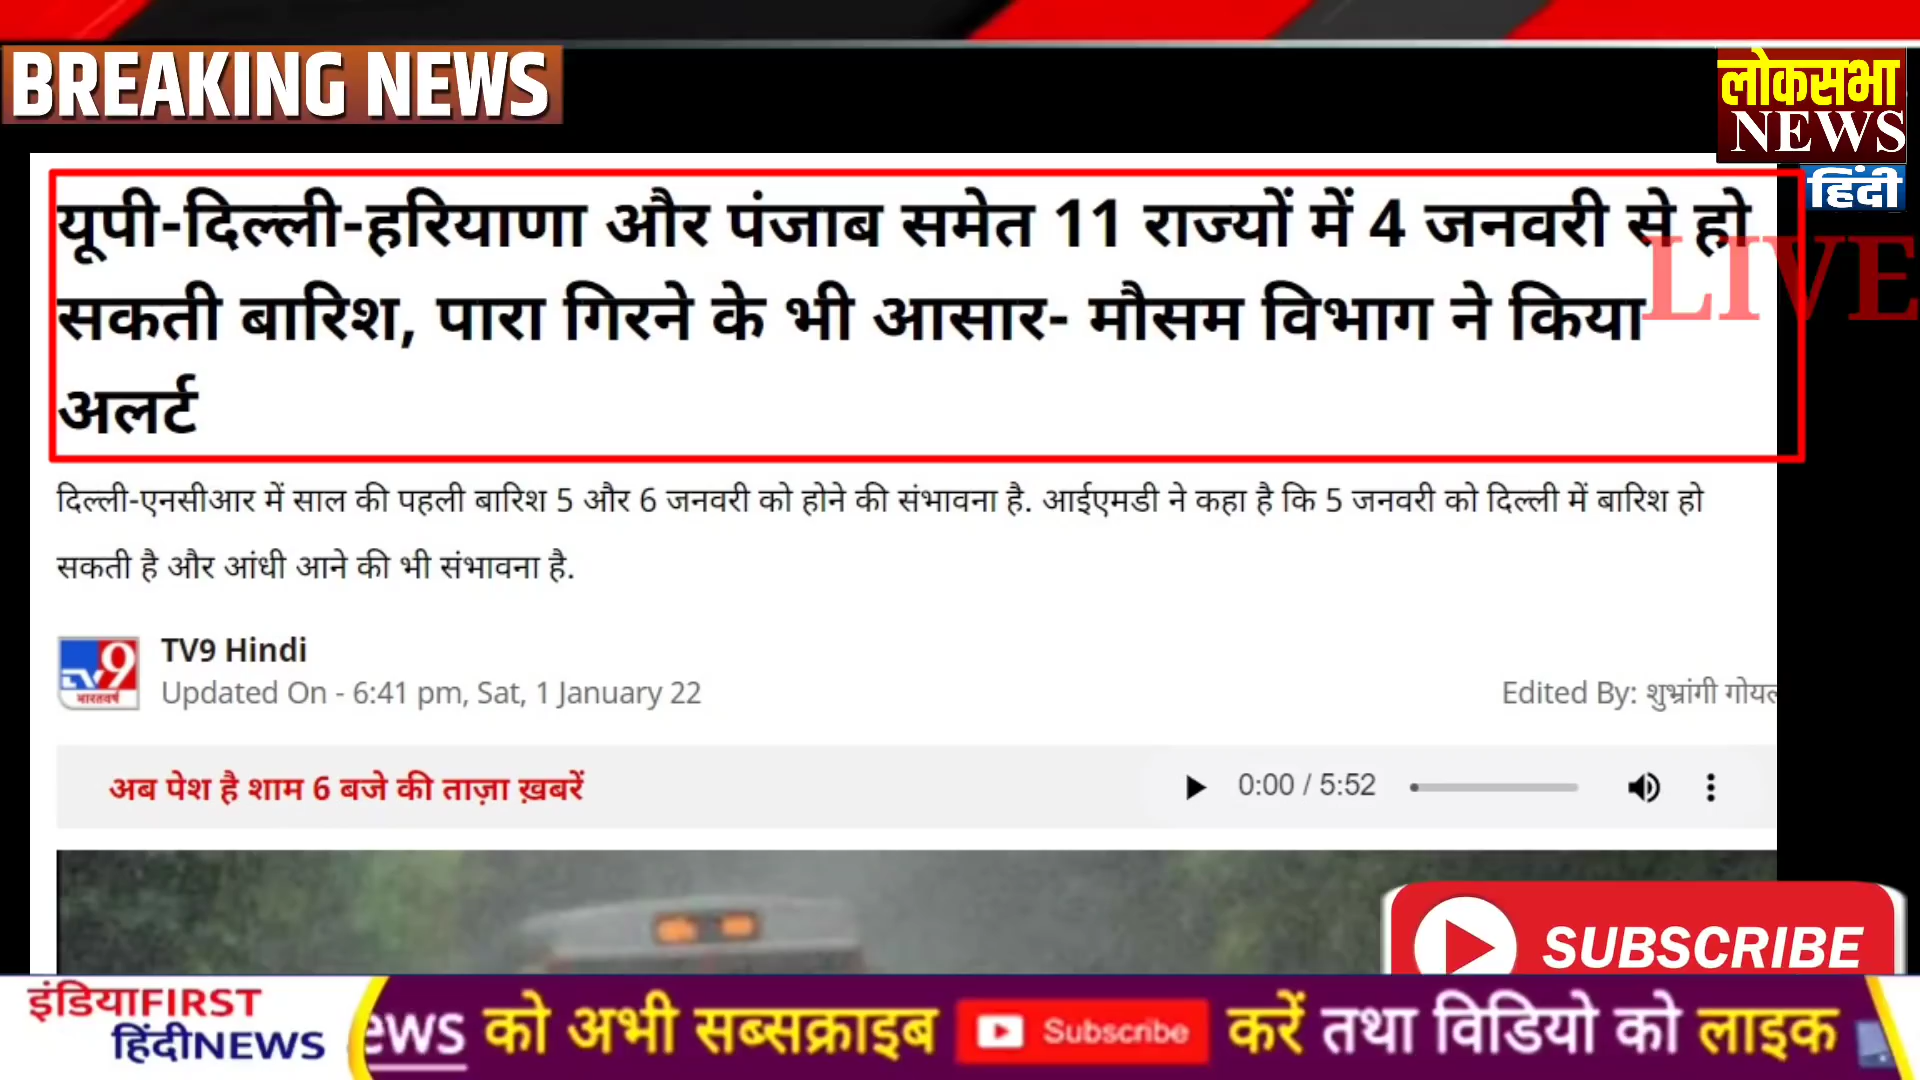 BREAKING NEWS
लोकसभा
NEWS
हिंदी
LIVE
यूपी-दिल्ली-हरियाणा और पंजाब समेत 11 राज्यों में 4 जनवरी से हो
सकती बारिश, पारा गिरने के भी आसार- मौसम विभाग ने किया
अलर्ट
दिल्ली-एनसीआर में साल की पहली बारिश 5 और 6 जनवरी को होने की संभावना है. आईएमडी ने कहा है कि 5 जनवरी को दिल्ली में बारिश हो
सकती है और आंधी आने की भी संभावना है.
TV9
भारतवर्ष
TV9 Hindi
Updated On - 6:41 pm, Sat, 1 January 22
Edited By: शुभ्रांगी गोयल
अब पेश है शाम 6 बजे की ताज़ा ख़बरें
0:00 / 5:52
SUBSCRIBE
इंडियाFIRST
हिंदीNEWS
ews को अभी सब्सक्राइब Subscribe करें तथा विडियो को लाइक